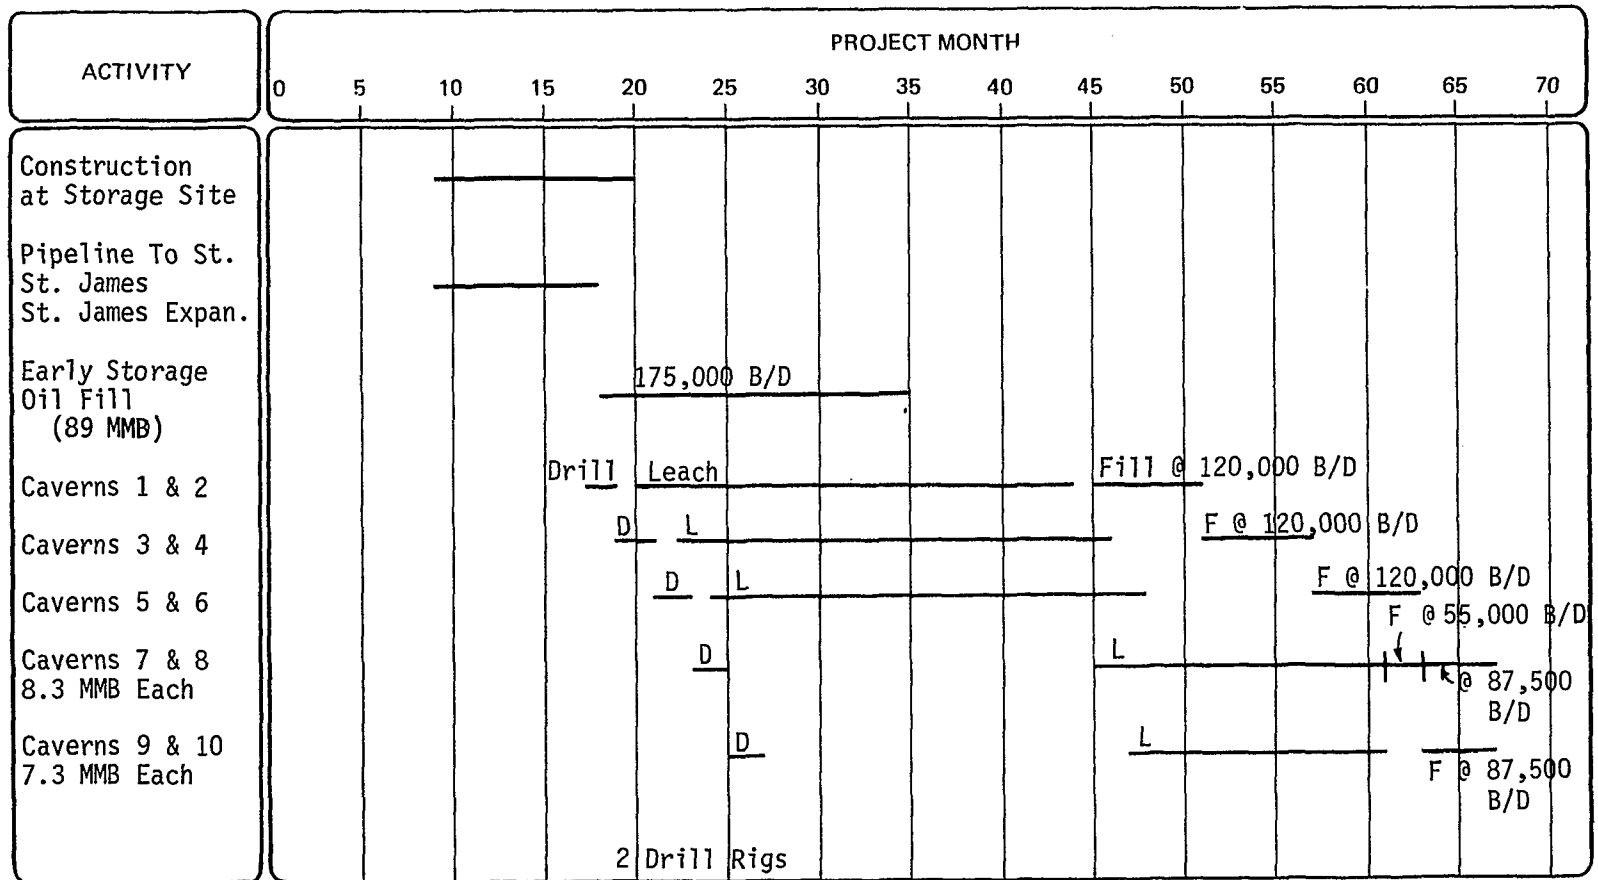 ACTIVITY
PROJECT MONTH
0 5 10 15 20 25 30 35 40 45 50 55 60 65 70
Construction
at Storage Site
Pipeline To St.
St. James
St. James Expan.
Early Storage
Oil Fill
(89 MMB)
175,000 B/D
Caverns 1 & 2
Drill Leach Fill @ 120,000 B/D
Caverns 3 & 4
D L F @ 120,000 B/D
Caverns 5 & 6
D L F @ 120,000 B/D
F @ 55,000 B/D
Caverns 7 & 8
8.3 MMB Each
D L
@ 87,500
B/D
Caverns 9 & 10
7.3 MMB Each
D L
F @ 87,500
B/D
2 Drill Rigs